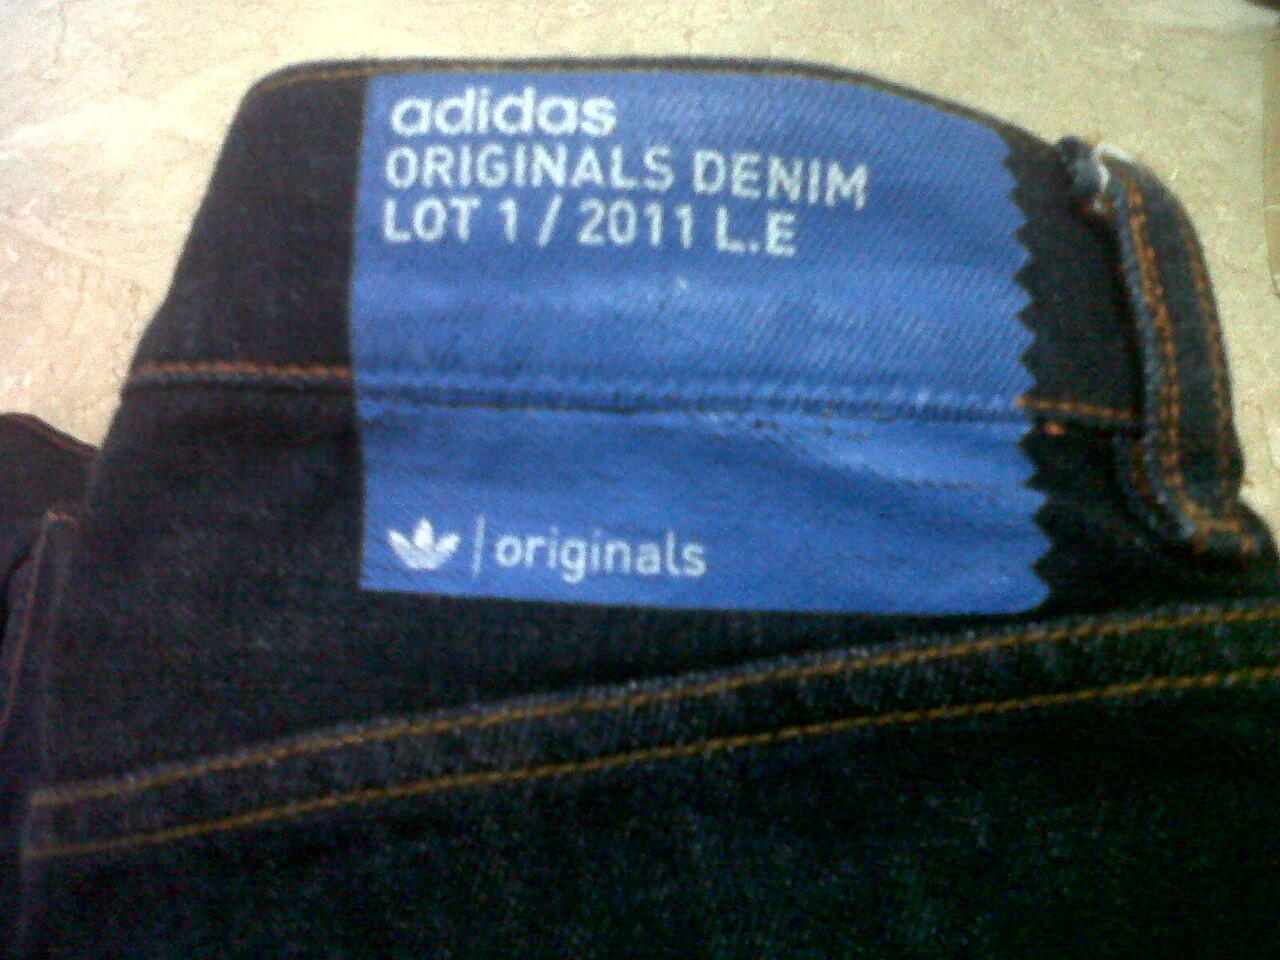 adidas
ORIGINALS DENIM
LOT 1 / 2011 L.E
originals